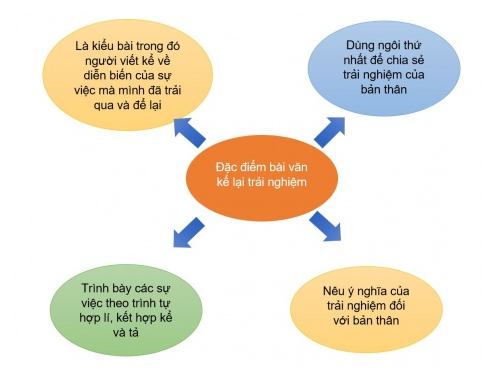 Là kiểu bài trong đó
người viết kể về
diễn biến của sự
việc mà mình đã trải
qua và để lại
Dùng ngôi thứ
nhất để chia sẻ
trải nghiệm của
bản thân
Đặc điểm bài văn
kể lại trải nghiệm
Trình bày các sự
việc theo trình tự
hợp lí, kết hợp kể
và tả
Nêu ý nghĩa của
trải nghiệm đối
với bản thân